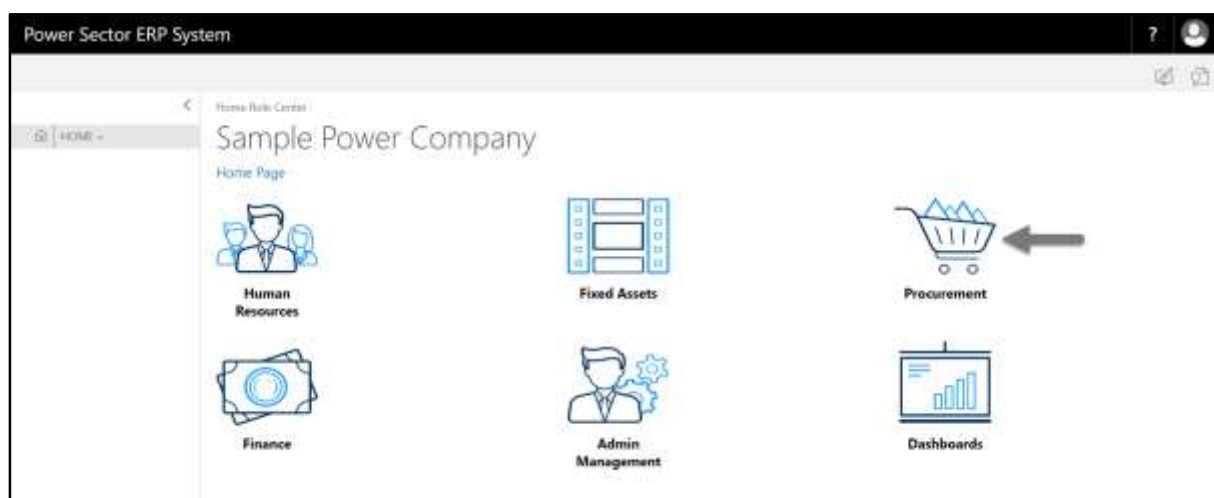 Power Sector ERP System
?
Home Role Center
HOME
Sample Power Company
Home Page
Human
Resources
Fixed Assets
Procurement
Finance
Admin
Management
Dashboards